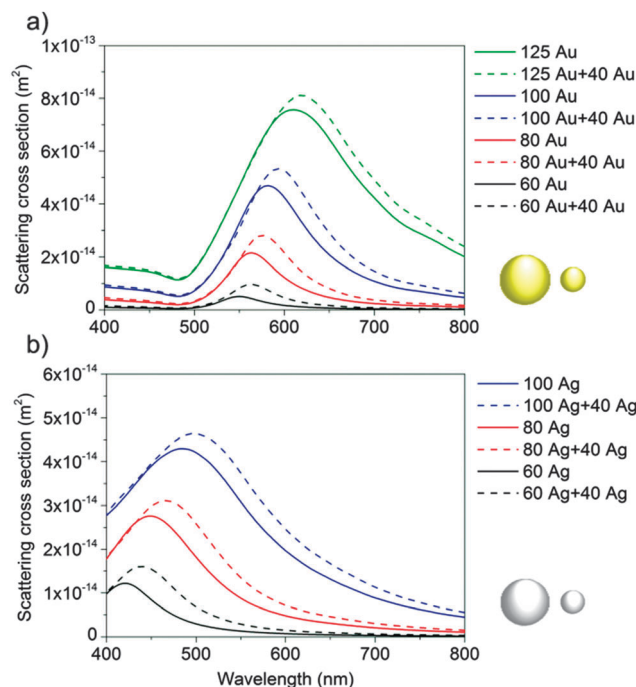 a)
1x10⁻¹³
8x10⁻¹⁴
6x10⁻¹⁴
4x10⁻¹⁴
2x10⁻¹⁴
0
Scattering cross section (m²)
400 500 600 700 800
125 Au
125 Au+40 Au
100 Au
100 Au+40 Au
80 Au
80 Au+40 Au
60 Au
60 Au+40 Au
b)
6x10⁻¹⁴
5x10⁻¹⁴
4x10⁻¹⁴
3x10⁻¹⁴
2x10⁻¹⁴
1x10⁻¹⁴
0
Scattering cross section (m²)
400 500 600 700 800
Wavelength (nm)
100 Ag
100 Ag+40 Ag
80 Ag
80 Ag+40 Ag
60 Ag
60 Ag+40 Ag